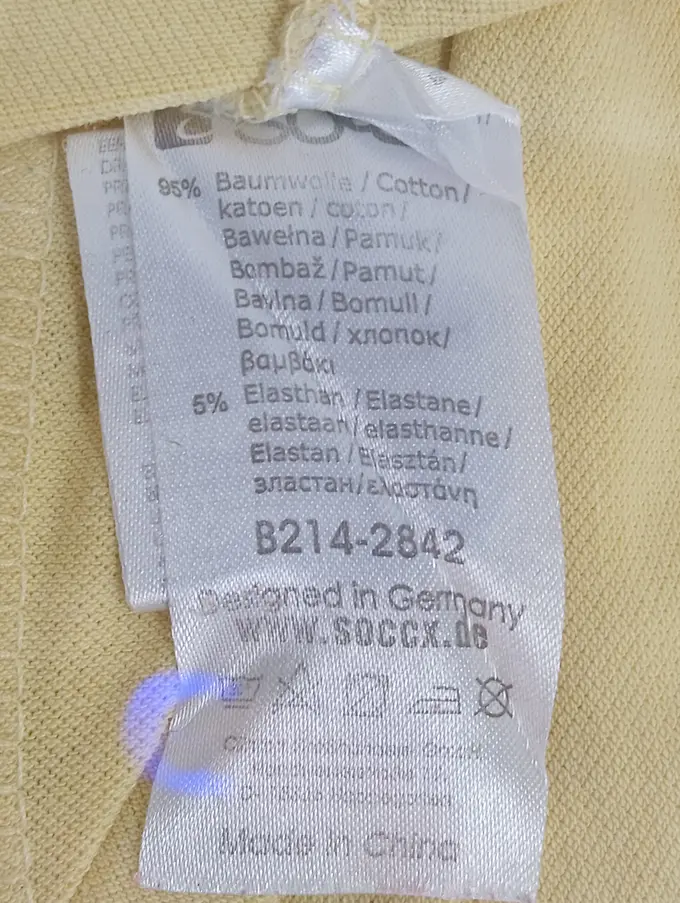 95% Baumwolle / Cotton/
katoen / coton/
Bawełna / Pamuk/
Bombaž / Pamut/
Bavlna / Bomull /
Bomuld / хлопок/
βαμβάκι
5% Elasthan / Elastane/
elastaan / elasthanne /
Elastan / Elasztán/
эластан/ελαστάνη
B214-2842
Designed in Germany
www.soccx.de
GmbH
Made in China